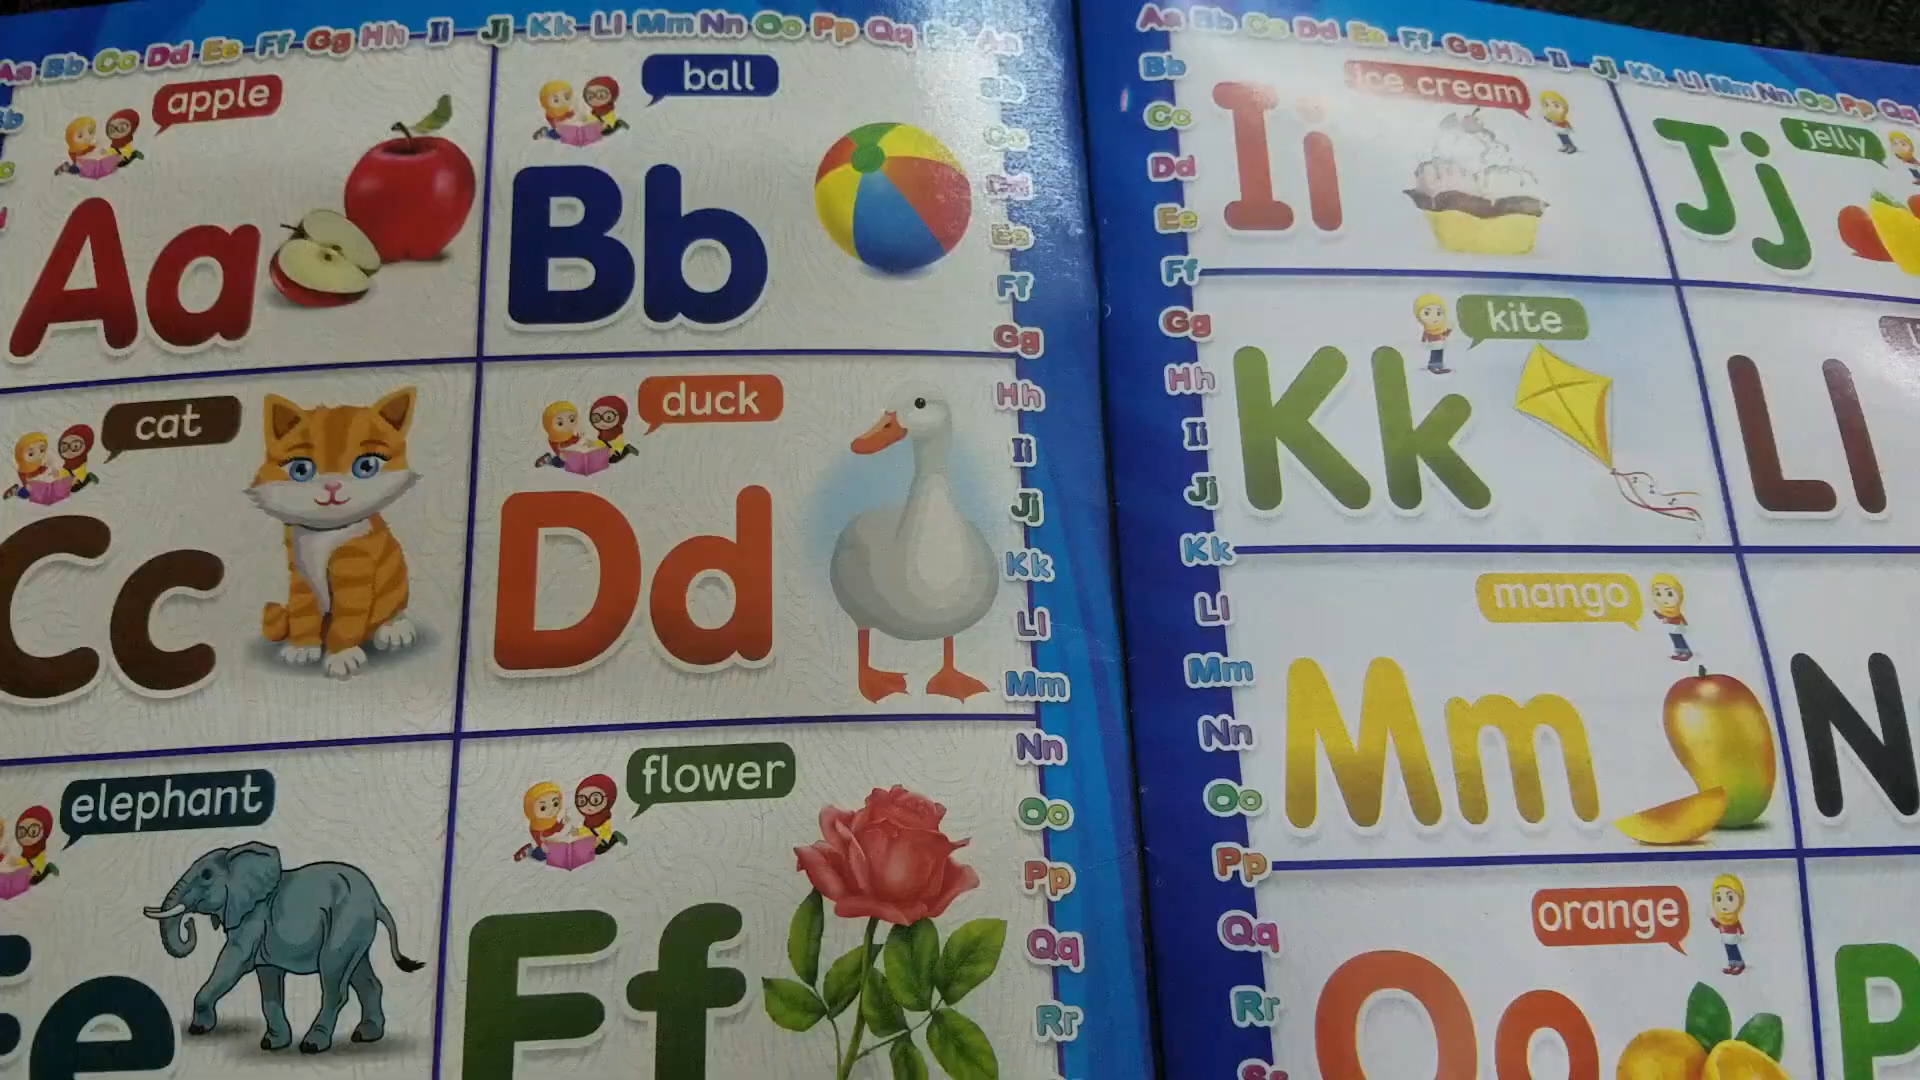 Aa Bb Cc Dd Ee Ff Gg Hh Ii Jj Kk Ll Mm Nn Oo Pp Qq
apple
Aa
ball
Bb
cat
Cc
duck
Dd
elephant
Ee
flower
Ff
Aa
Bb
Cc
Dd
Ee
Ff
Gg
Hh
Ii
Jj
Kk
Ll
Mm
Nn
Oo
Pp
Qq
Rr
Aa Bb Cc Dd Ee Ff Gg Hh Ii Jj Kk Ll Mm Nn Oo Pp Qq
Bb
Cc
Dd
Ee
Ff
Gg
Hh
Ii
Jj
Kk
Ll
Mm
Nn
Oo
Pp
Qq
Rr
Ss
ice cream
Ii
jelly
Jj
kite
Kk
Ll
mango
Mm
N
orange
Oo
P